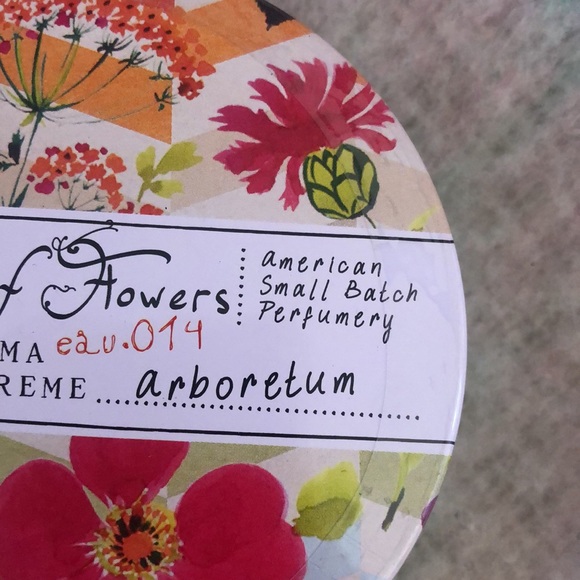 f Flowers
american
Small Batch
Perfumery
MA eau.014
REME arboretum